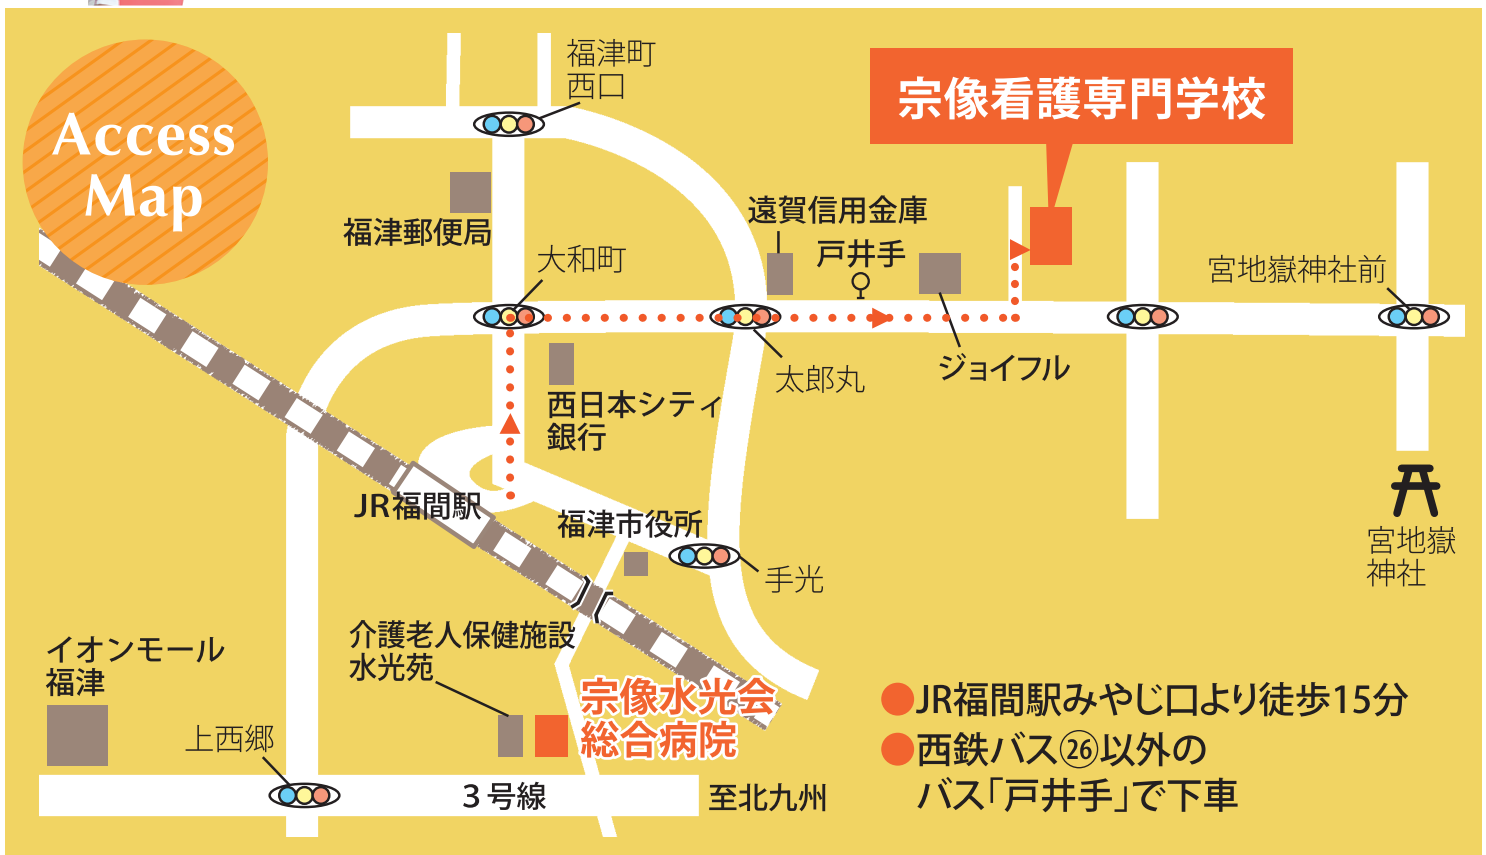 Access
Map
福津町
西口
宗像看護専門学校
福津郵便局
遠賀信用金庫
戸井手
大和町
宮地嶽神社前
ジョイフル
太郎丸
西日本シティ
銀行
JR福間駅
福津市役所
手光
宮地嶽
神社
介護老人保健施設
水光苑
イオンモール
福津
宗像水光会
総合病院
上西郷
3号線
至北九州
●JR福間駅みやじ口より徒歩15分
●西鉄バス㉖以外の
バス「戸井手」で下車